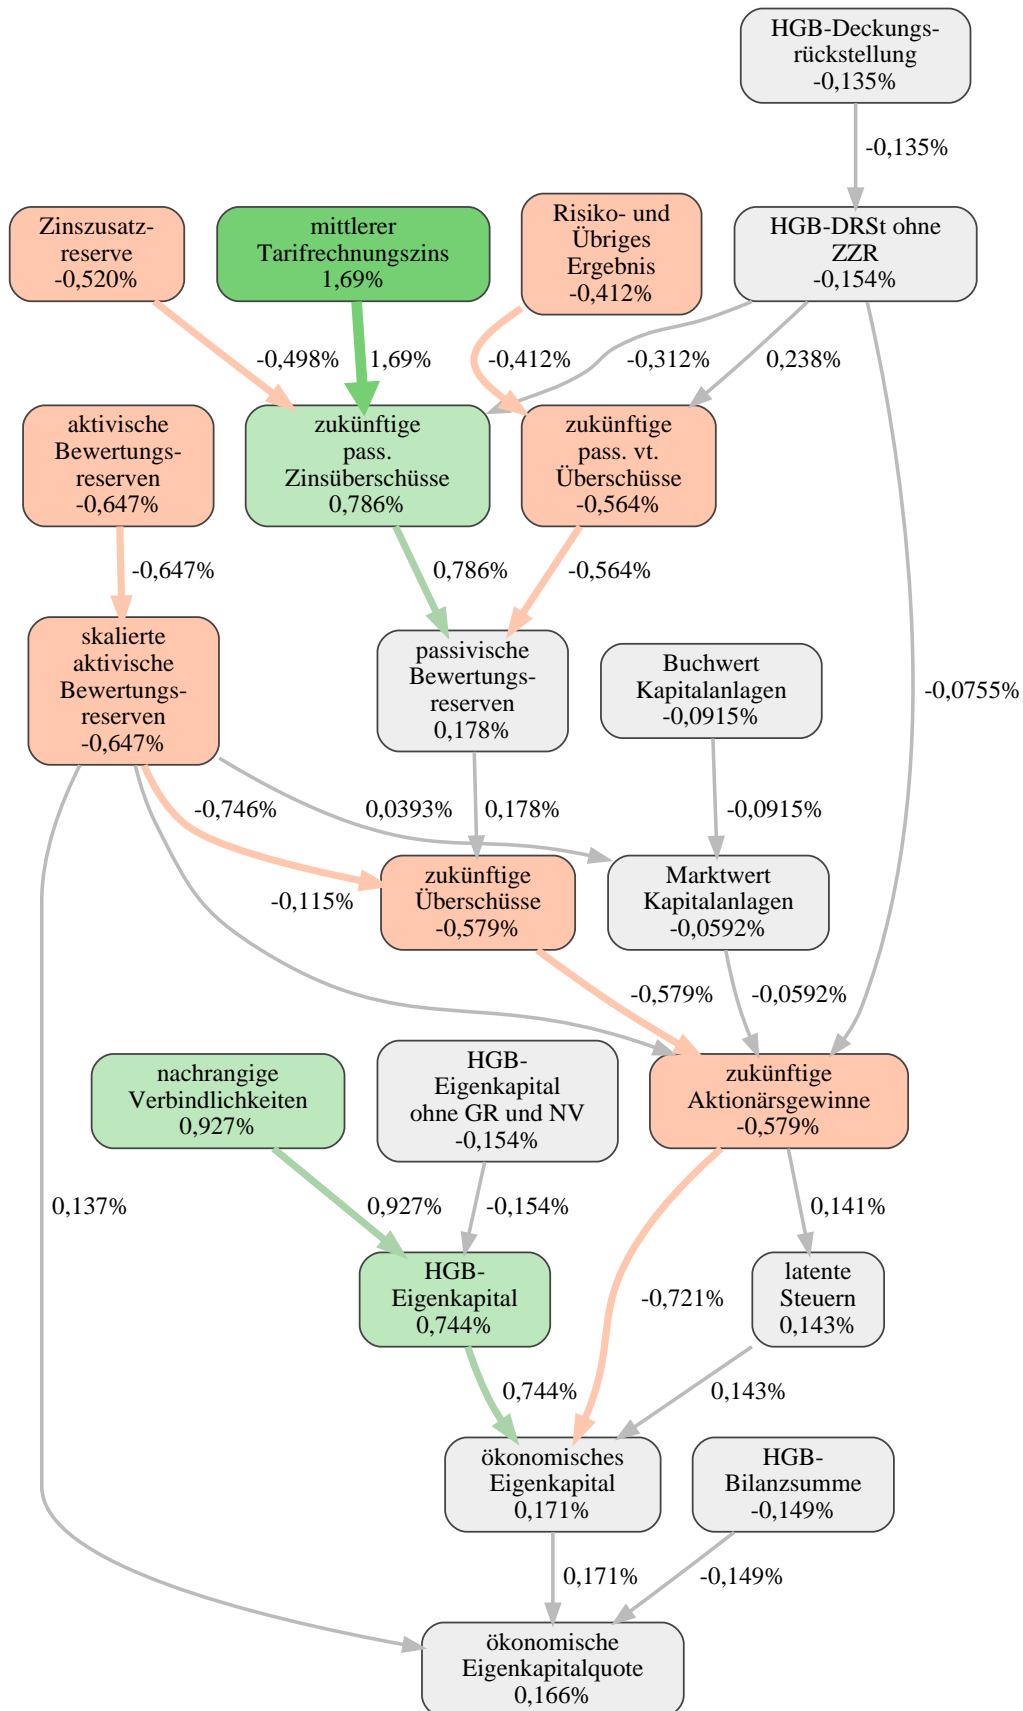 HGB-Deckungs-
rückstellung
-0,135%
-0,135%
Zinszusatz-
reserve
-0,520%
mittlerer
Tarifrechnungszins
1,69%
Risiko- und
Übriges
Ergebnis
-0,412%
HGB-DRSt ohne
ZZR
-0,154%
-0,498%
1,69%
-0,412%
-0,312%
0,238%
aktivische
Bewertungs-
reserven
-0,647%
zukünftige
pass.
Zinsüberschüsse
0,786%
zukünftige
pass. vt.
Überschüsse
-0,564%
-0,647%
0,786%
-0,564%
skalierte
aktivische
Bewertungs-
reserven
-0,647%
passivische
Bewertungs-
reserven
0,178%
Buchwert
Kapitalanlagen
-0,0915%
-0,0755%
-0,746%
0,0393%
0,178%
-0,0915%
-0,115%
zukünftige
Überschüsse
-0,579%
Marktwert
Kapitalanlagen
-0,0592%
-0,579%
-0,0592%
nachrangige
Verbindlichkeiten
0,927%
HGB-
Eigenkapital
ohne GR und NV
-0,154%
zukünftige
Aktionärsgewinne
-0,579%
0,137%
0,927%
-0,154%
0,141%
HGB-
Eigenkapital
0,744%
-0,721%
latente
Steuern
0,143%
0,744%
0,143%
ökonomisches
Eigenkapital
0,171%
HGB-
Bilanzsumme
-0,149%
0,171%
-0,149%
ökonomische
Eigenkapitalquote
0,166%